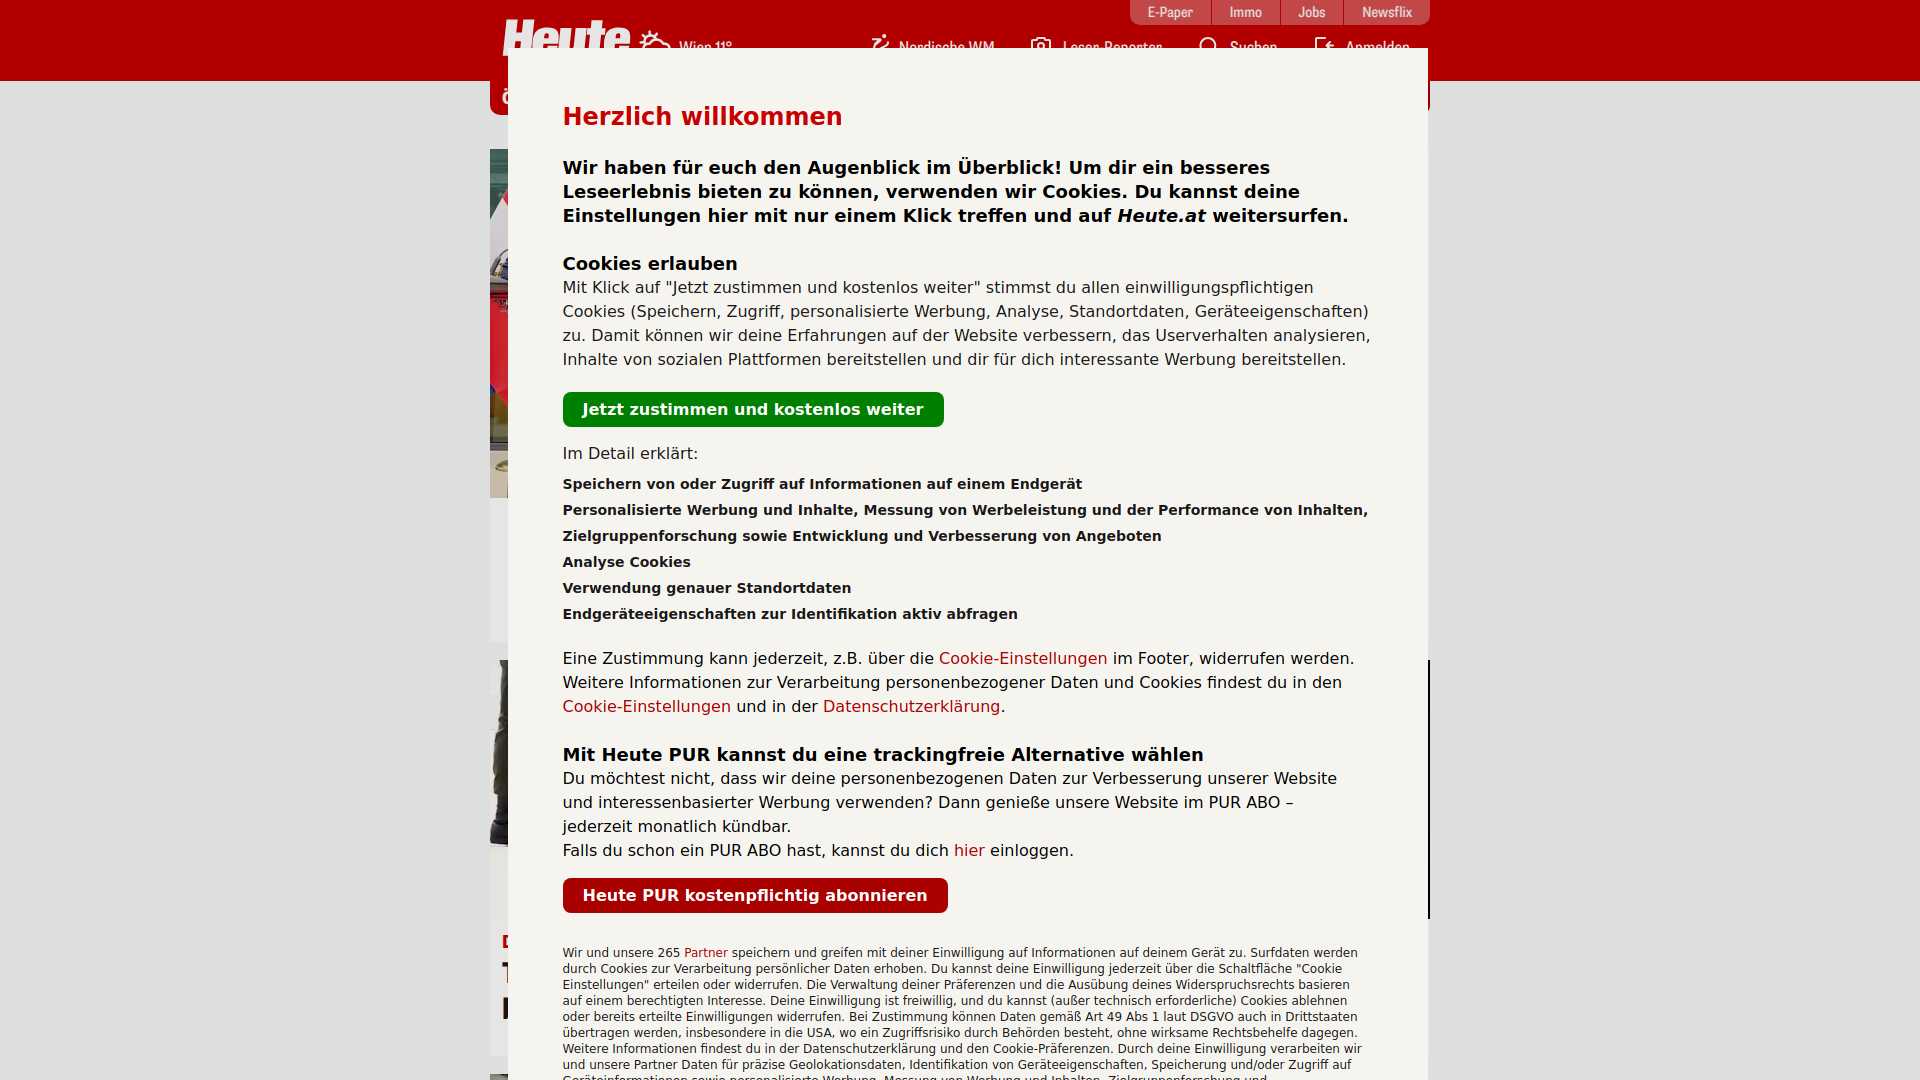 E-Paper Immo Jobs Newsflix
Heute Wien 11° Nordische WM Leser-Reporter Suchen Anmelden
Herzlich willkommen
Wir haben für euch den Augenblick im Überblick! Um dir ein besseres
Leseerlebnis bieten zu können, verwenden wir Cookies. Du kannst deine
Einstellungen hier mit nur einem Klick treffen und auf Heute.at weitersurfen.
Cookies erlauben
Mit Klick auf "Jetzt zustimmen und kostenlos weiter" stimmst du allen einwilligungspflichtigen
Cookies (Speichern, Zugriff, personalisierte Werbung, Analyse, Standortdaten, Geräteeigenschaften)
zu. Damit können wir deine Erfahrungen auf der Website verbessern, das Userverhalten analysieren,
Inhalte von sozialen Plattformen bereitstellen und dir für dich interessante Werbung bereitstellen.
Jetzt zustimmen und kostenlos weiter
Im Detail erklärt:
Speichern von oder Zugriff auf Informationen auf einem Endgerät
Personalisierte Werbung und Inhalte, Messung von Werbeleistung und der Performance von Inhalten,
Zielgruppenforschung sowie Entwicklung und Verbesserung von Angeboten
Analyse Cookies
Verwendung genauer Standortdaten
Endgeräteeigenschaften zur Identifikation aktiv abfragen
Eine Zustimmung kann jederzeit, z.B. über die Cookie-Einstellungen im Footer, widerrufen werden.
Weitere Informationen zur Verarbeitung personenbezogener Daten und Cookies findest du in den
Cookie-Einstellungen und in der Datenschutzerklärung.
Mit Heute PUR kannst du eine trackingfreie Alternative wählen
Du möchtest nicht, dass wir deine personenbezogenen Daten zur Verbesserung unserer Website
und interessenbasierter Werbung verwenden? Dann genieße unsere Website im PUR ABO –
jederzeit monatlich kündbar.
Falls du schon ein PUR ABO hast, kannst du dich hier einloggen.
Heute PUR kostenpflichtig abonnieren
Wir und unsere 265 Partner speichern und greifen mit deiner Einwilligung auf Informationen auf deinem Gerät zu. Surfdaten werden
durch Cookies zur Verarbeitung persönlicher Daten erhoben. Du kannst deine Einwilligung jederzeit über die Schaltfläche "Cookie
Einstellungen" erteilen oder widerrufen. Die Verwaltung deiner Präferenzen und die Ausübung deines Widerspruchsrechts basieren
auf einem berechtigten Interesse. Deine Einwilligung ist freiwillig, und du kannst (außer technisch erforderliche) Cookies ablehnen
oder bereits erteilte Einwilligungen widerrufen. Bei Zustimmung können Daten gemäß Art 49 Abs 1 laut DSGVO auch in Drittstaaten
übertragen werden, insbesondere in die USA, wo ein Zugriffsrisiko durch Behörden besteht, ohne wirksame Rechtsbehelfe dagegen.
Weitere Informationen findest du in der Datenschutzerklärung und den Cookie-Präferenzen. Durch deine Einwilligung verarbeiten wir
und unsere Partner Daten für präzise Geolokationsdaten, Identifikation von Geräteeigenschaften, Speicherung und/oder Zugriff auf
Geräteinformationen sowie personalisierte Werbung, Messung von Werbung und Inhalten, Zielgruppenforschung und